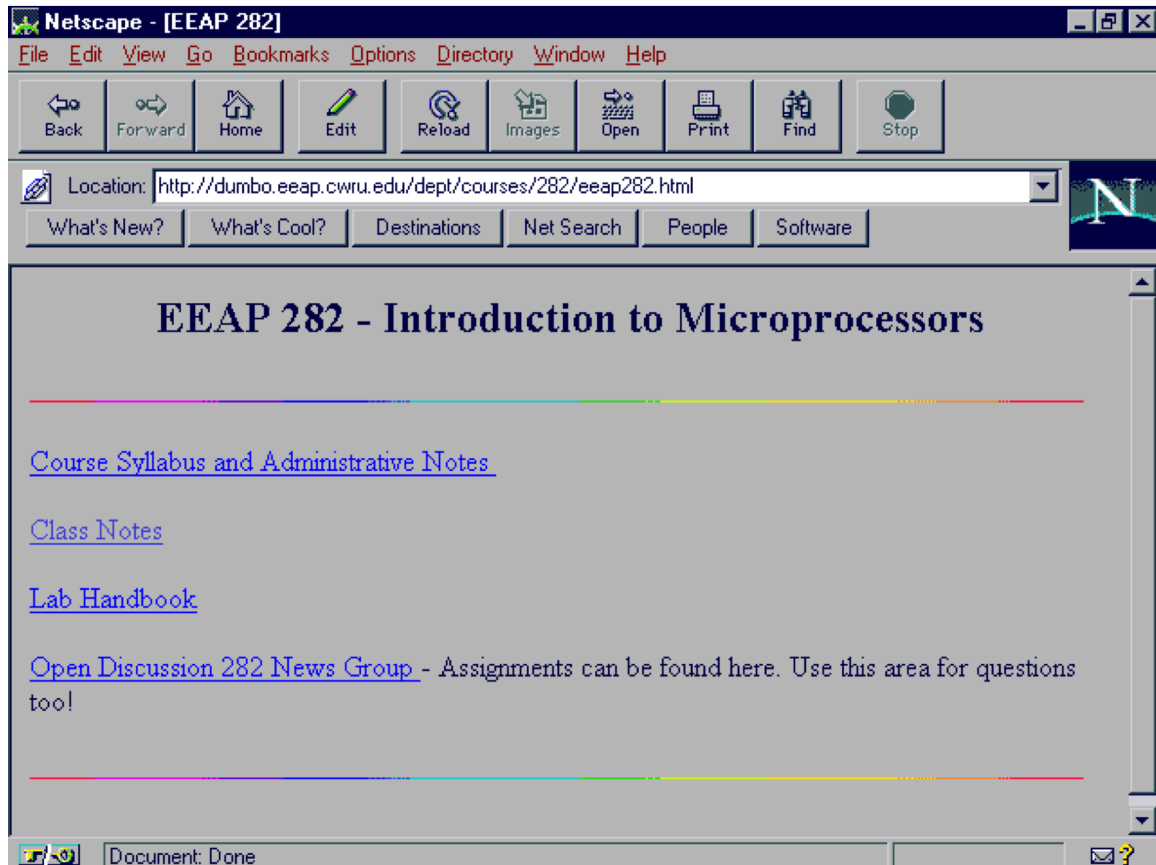 Netscape - [EEAP 282]
File Edit View Go Bookmarks Options Directory Window Help
Back Forward Home Edit Reload Images Open Print Find Stop
Location: http://dumbo.eeap.cwru.edu/dept/courses/282/eeap282.html
N
What's New? What's Cool? Destinations Net Search People Software
EEAP 282 - Introduction to Microprocessors
Course Syllabus and Administrative Notes
Class Notes
Lab Handbook
Open Discussion 282 News Group - Assignments can be found here. Use this area for questions
too!
Document: Done